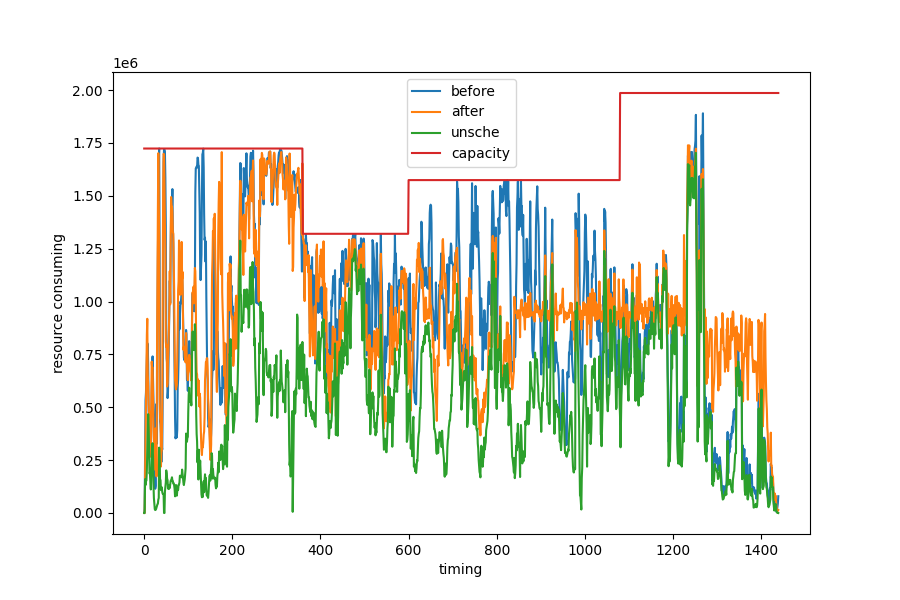 1e6
2.00
1.75
1.50
1.25
1.00
0.75
0.50
0.25
0.00
resource consuming
before
after
unsche
capacity
0 200 400 600 800 1000 1200 1400
timing